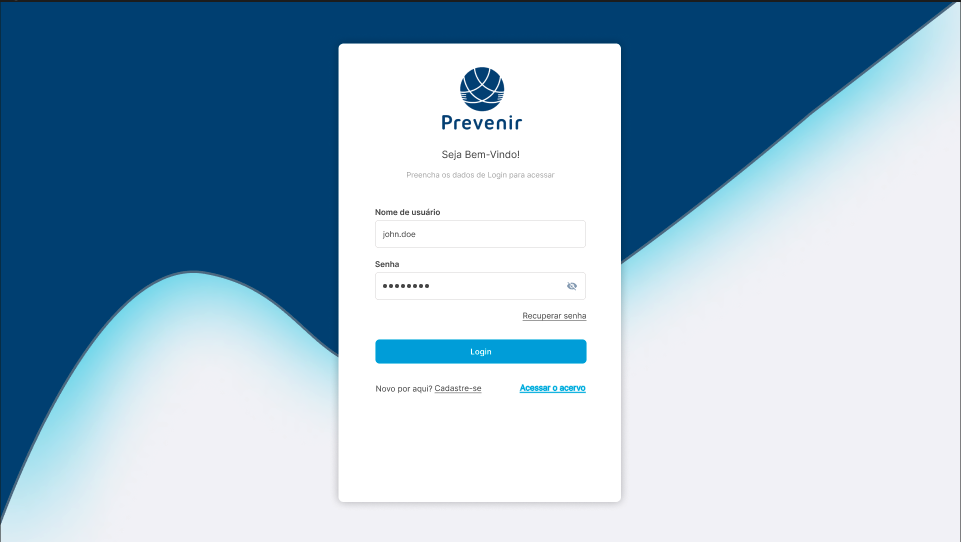 Prevenir
Seja Bem-Vindo!
Preencha os dados de Login para acessar
Nome de usuário
john.doe
Senha
••••••••
Recuperar senha
Login
Novo por aqui? Cadastre-se
Acessar o acervo